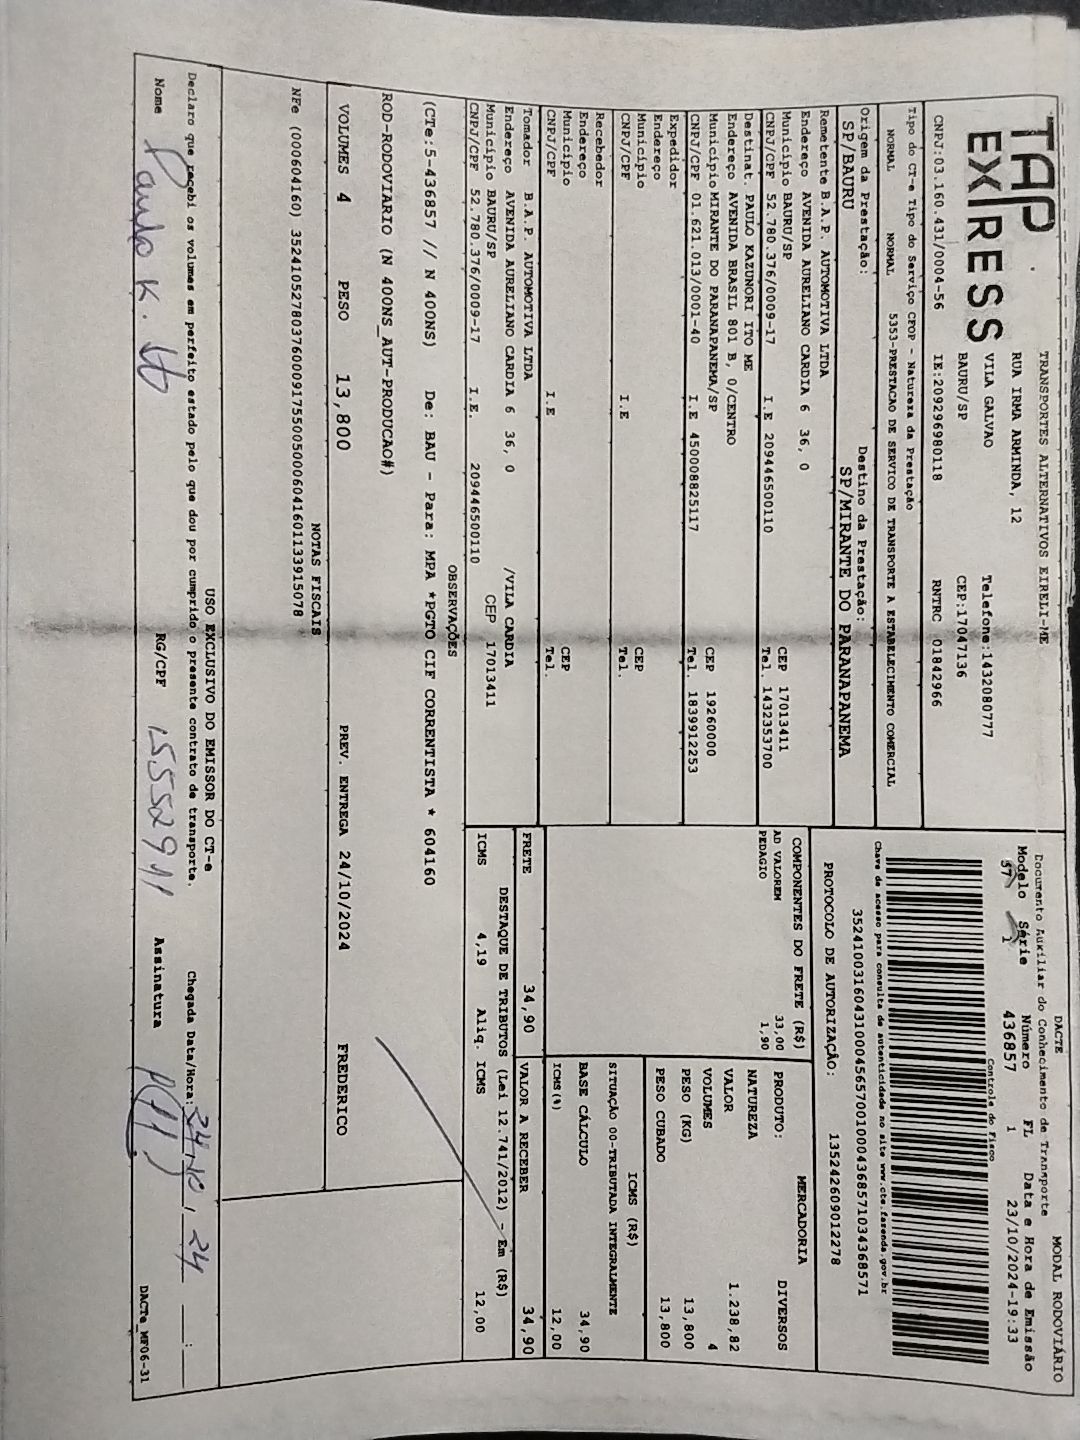 TAP EXPRESS
TRANSPORTES ALTERNATIVOS EIRELI-ME
RUA IRMA ARMINDA, 12
VILA GALVAO Telefone:1432080777
BAURU/SP CEP:17047136
CNPJ:03.160.431/0004-56 IE:209296980118 RNTRC 01842966
Tipo do CT-e Tipo do Serviço CFOP - Natureza da Prestação
NORMAL NORMAL 5353-PRESTACAO DE SERVICO DE TRANSPORTE A ESTABELECIMENTO COMERCIAL
Origem da Prestação: Destino da Prestação:
SP/BAURU SP/MIRANTE DO PARANAPANEMA
Remetente B.A.P. AUTOMOTIVA LTDA
Endereço AVENIDA AURELIANO CARDIA 6 36, 0
Município BAURU/SP CEP 17013411
CNPJ/CPF 52.780.376/0009-17 I.E 209446500110 Tel. 1432353700
Destinat. PAULO KAZUNORI ITO ME
Endereço AVENIDA BRASIL 801 B, 0/CENTRO
Município MIRANTE DO PARANAPANEMA/SP CEP 19260000
CNPJ/CPF 01.621.013/0001-40 I.E 450008825117 Tel. 1839912253
Expedidor
Endereço
Município CEP
CNPJ/CPF I.E Tel.
Recebedor
Endereço
Município CEP
CNPJ/CPF I.E Tel.
Tomador B.A.P. AUTOMOTIVA LTDA
Endereço AVENIDA AURELIANO CARDIA 6 36, 0 /VILA CARDIA
Município BAURU/SP CEP 17013411
CNPJ/CPF 52.780.376/0009-17 I.E. 209446500110
DACTE MODAL RODOVIÁRIO
Documento Auxiliar do Conhecimento de Transporte
Modelo Série Número FL Data e Hora de Emissão
57 1 436857 1 23/10/2024-19:33
Controle do Fisco
Chave de acesso para consulta de autenticidade no site www.cte.fazenda.gov.br
35241003160431000456570010004368571034368571
PROTOCOLO DE AUTORIZAÇÃO: 135242609012278
COMPONENTES DO FRETE (R$)
AD VALOREM 33,00
PEDAGIO 1,90
MERCADORIA
PRODUTO: DIVERSOS
NATUREZA
VALOR 1.238,82
VOLUMES 4
PESO (KG) 13,800
PESO CUBADO 13,800
ICMS (R$)
SITUAÇÃO 00-TRIBUTADA INTEGRALMENTE
BASE CÁLCULO 34,90
ICMS(%) 12,00
FRETE 34,90 VALOR A RECEBER 34,90
DESTAQUE DE TRIBUTOS (Lei 12.741/2012) - Em (R$)
ICMS 4,19 Aliq. ICMS 12,00
OBSERVAÇÕES
(CTe:5-436857 // N 400NS) De: BAU - Para: MPA *PGTO CIF CORRENTISTA * 604160
ROD-RODOVIARIO (N 400NS_AUT-PRODUCAO#)
VOLUMES 4 PESO 13,800 PREV. ENTREGA 24/10/2024 FREDERICO
NOTAS FISCAIS
NFe (000604160) 35241052780376000917550050006041601133915078
USO EXCLUSIVO DO EMISSOR DO CT-e
Declaro que recebi os volumes em perfeito estado pelo que dou por cumprido o presente contrato de transporte. Chegada Data/Hora: 24,10,24 :
Nome Paulo K. Ito RG/CPF Assinatura
DACTe_MF06-31